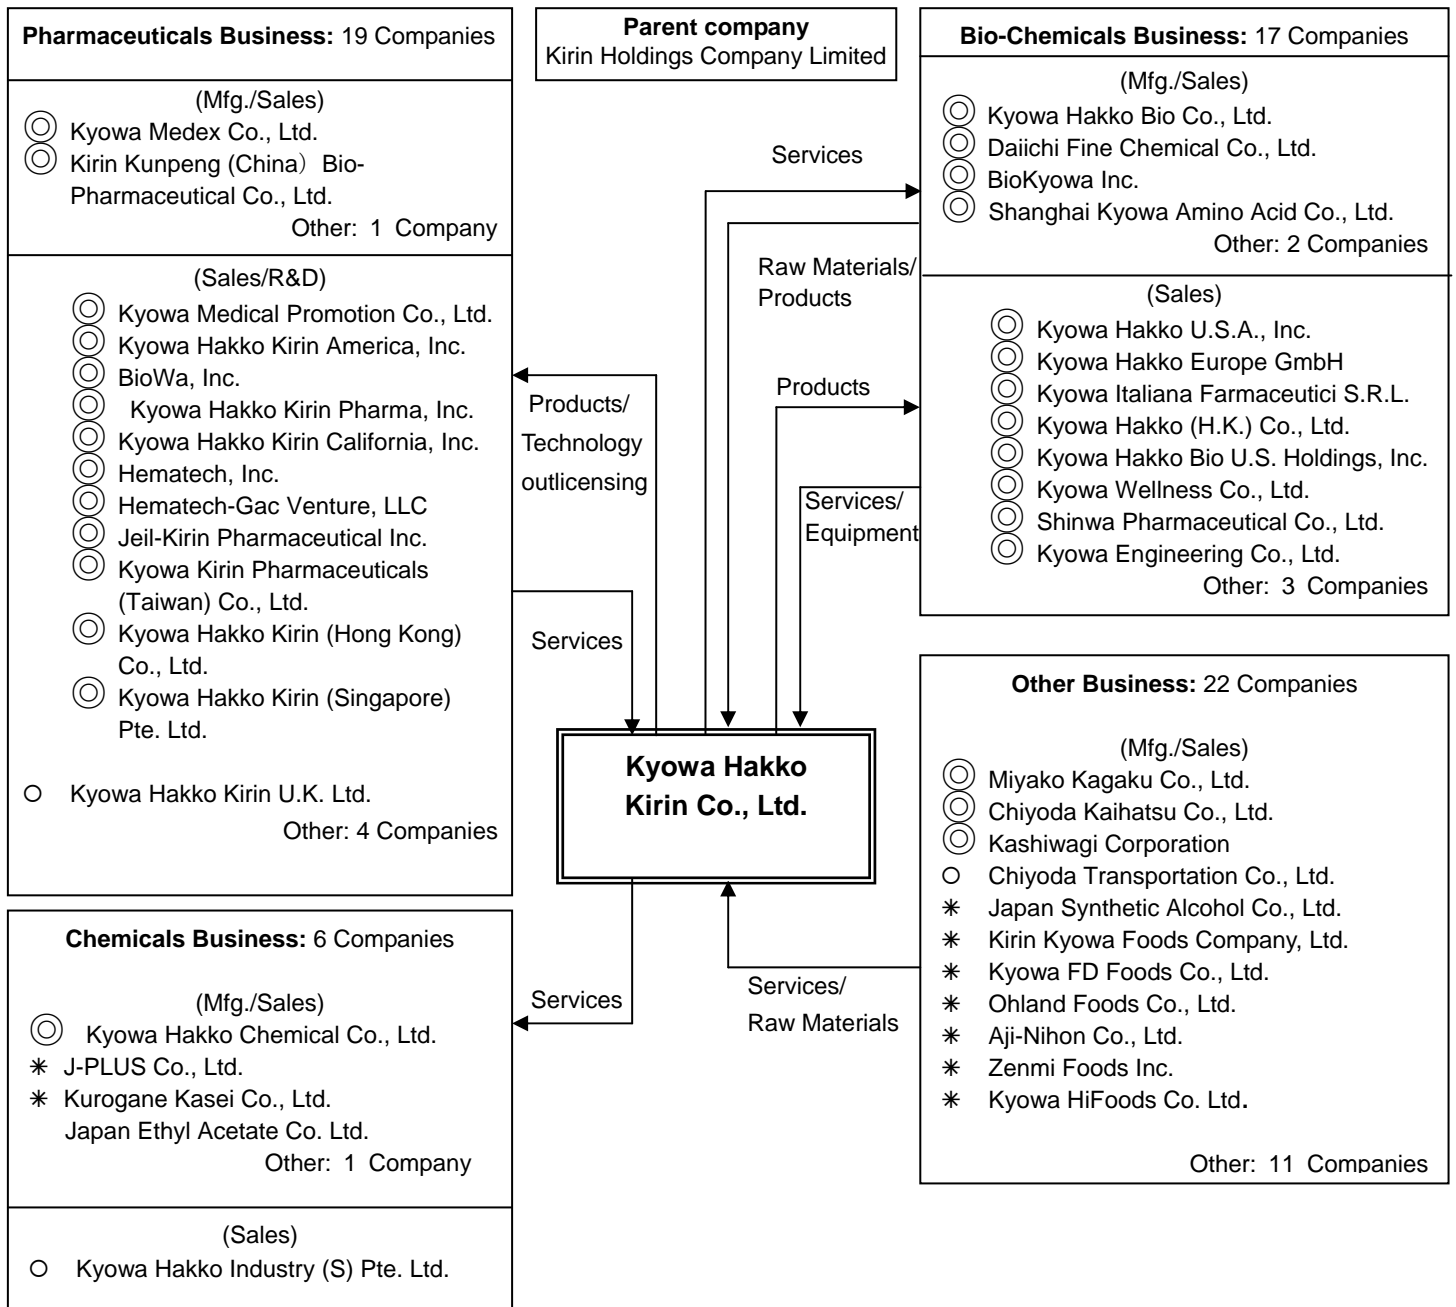 Pharmaceuticals Business: 19 Companies
(Mfg./Sales)
◎ Kyowa Medex Co., Ltd.
◎ Kirin Kunpeng (China） Bio-
Pharmaceutical Co., Ltd.
Other: 1 Company
(Sales/R&D)
◎ Kyowa Medical Promotion Co., Ltd.
◎ Kyowa Hakko Kirin America, Inc.
◎ BioWa, Inc.
◎ Kyowa Hakko Kirin Pharma, Inc.
◎ Kyowa Hakko Kirin California, Inc.
◎ Hematech, Inc.
◎ Hematech-Gac Venture, LLC
◎ Jeil-Kirin Pharmaceutical Inc.
◎ Kyowa Kirin Pharmaceuticals
(Taiwan) Co., Ltd.
◎ Kyowa Hakko Kirin (Hong Kong)
Co., Ltd.
◎ Kyowa Hakko Kirin (Singapore)
Pte. Ltd.
○ Kyowa Hakko Kirin U.K. Ltd.
Other: 4 Companies
Chemicals Business: 6 Companies
(Mfg./Sales)
◎ Kyowa Hakko Chemical Co., Ltd.
* J-PLUS Co., Ltd.
* Kurogane Kasei Co., Ltd.
Japan Ethyl Acetate Co. Ltd.
Other: 1 Company
(Sales)
○ Kyowa Hakko Industry (S) Pte. Ltd.
Parent company
Kirin Holdings Company Limited
Services
Raw Materials/
Products
Products
Products/
Technology
outlicensing
Services/
Equipment
Services
Kyowa Hakko
Kirin Co., Ltd.
Services
Services/
Raw Materials
Bio-Chemicals Business: 17 Companies
(Mfg./Sales)
◎ Kyowa Hakko Bio Co., Ltd.
◎ Daiichi Fine Chemical Co., Ltd.
◎ BioKyowa Inc.
◎ Shanghai Kyowa Amino Acid Co., Ltd.
Other: 2 Companies
(Sales)
◎ Kyowa Hakko U.S.A., Inc.
◎ Kyowa Hakko Europe GmbH
◎ Kyowa Italiana Farmaceutici S.R.L.
◎ Kyowa Hakko (H.K.) Co., Ltd.
◎ Kyowa Hakko Bio U.S. Holdings, Inc.
◎ Kyowa Wellness Co., Ltd.
◎ Shinwa Pharmaceutical Co., Ltd.
◎ Kyowa Engineering Co., Ltd.
Other: 3 Companies
Other Business: 22 Companies
(Mfg./Sales)
◎ Miyako Kagaku Co., Ltd.
◎ Chiyoda Kaihatsu Co., Ltd.
◎ Kashiwagi Corporation
○ Chiyoda Transportation Co., Ltd.
* Japan Synthetic Alcohol Co., Ltd.
* Kirin Kyowa Foods Company, Ltd.
* Kyowa FD Foods Co., Ltd.
* Ohland Foods Co., Ltd.
* Aji-Nihon Co., Ltd.
* Zenmi Foods Inc.
* Kyowa HiFoods Co. Ltd.
Other: 11 Companies